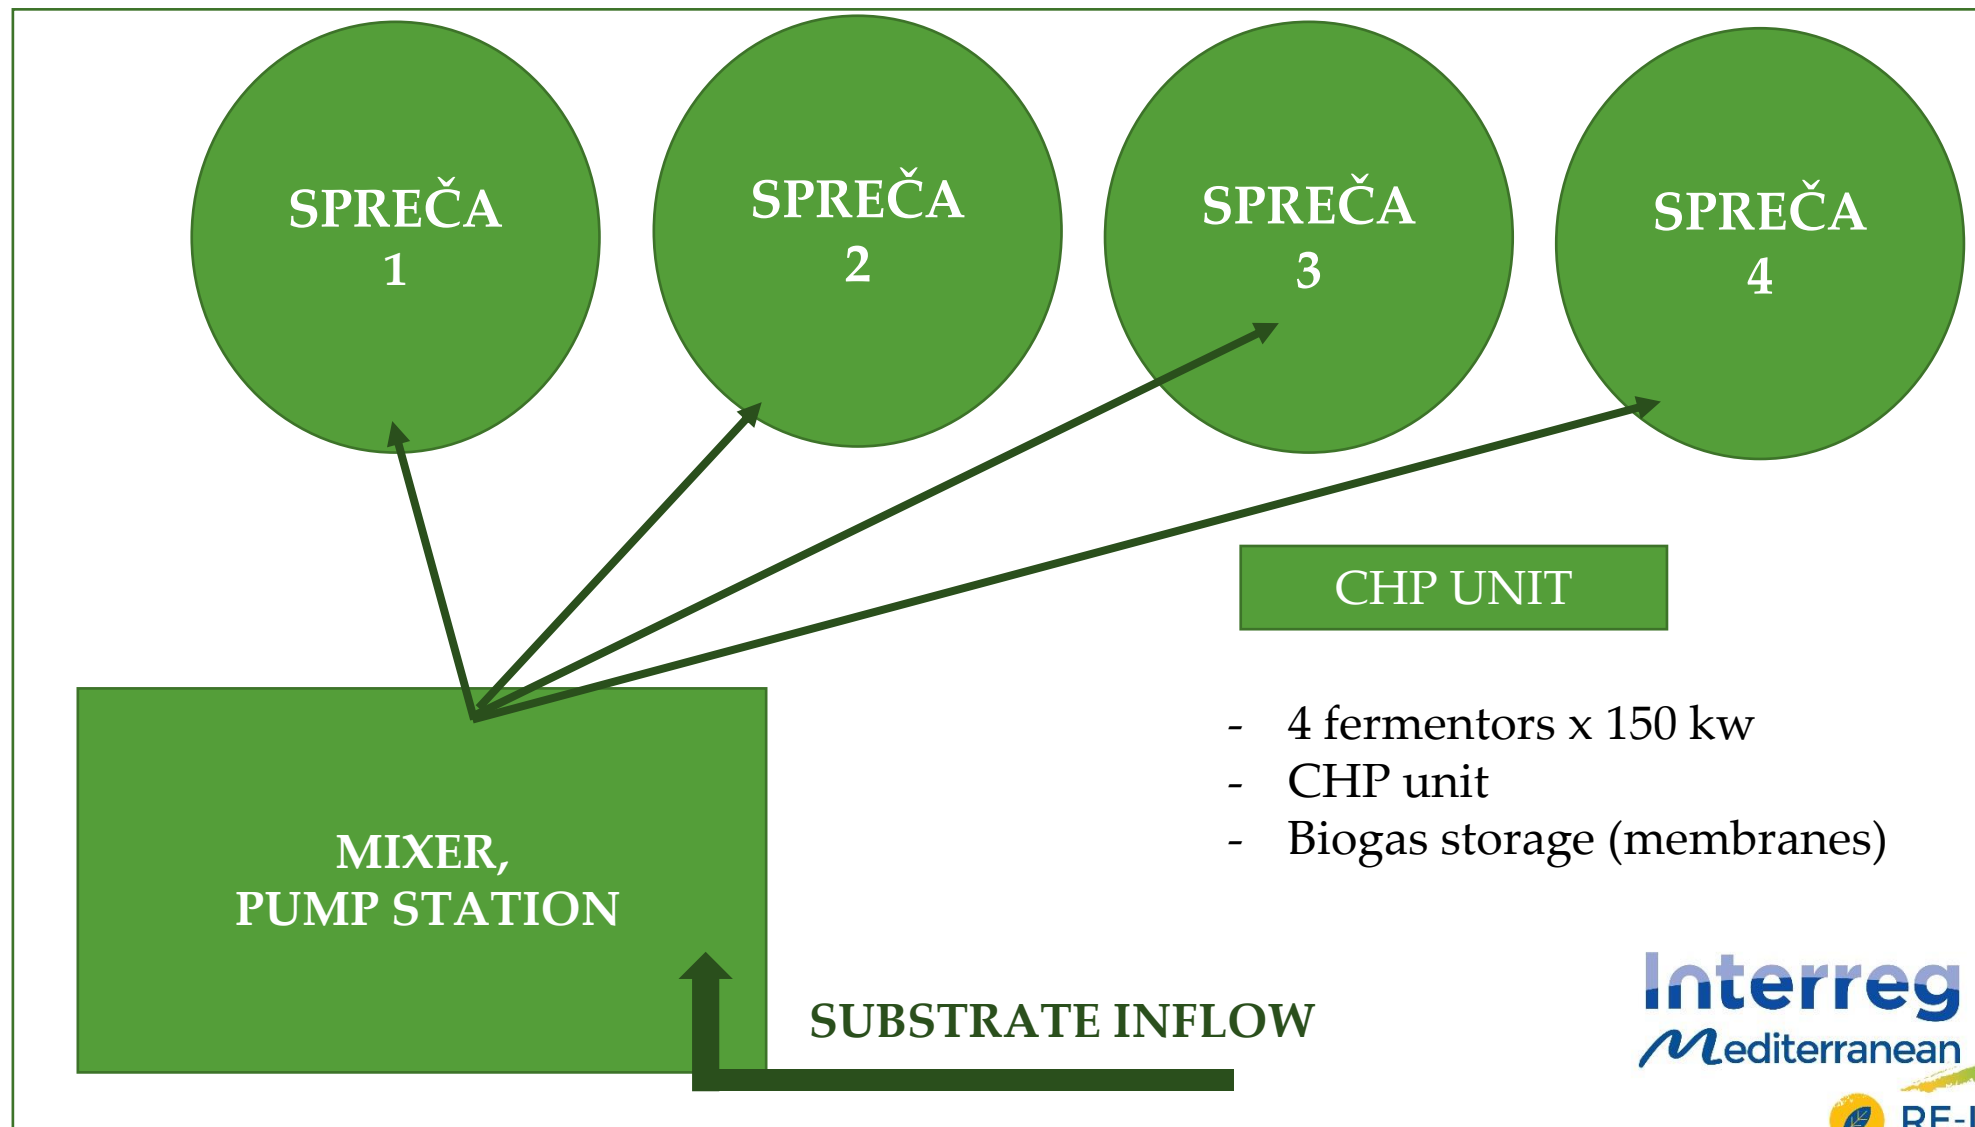 SPREČA
1
SPREČA
2
SPREČA
3
SPREČA
4
CHP UNIT
- 4 fermentors x 150 kw
- CHP unit
- Biogas storage (membranes)
MIXER,
PUMP STATION
SUBSTRATE INFLOW
Interreg
Mediterranean